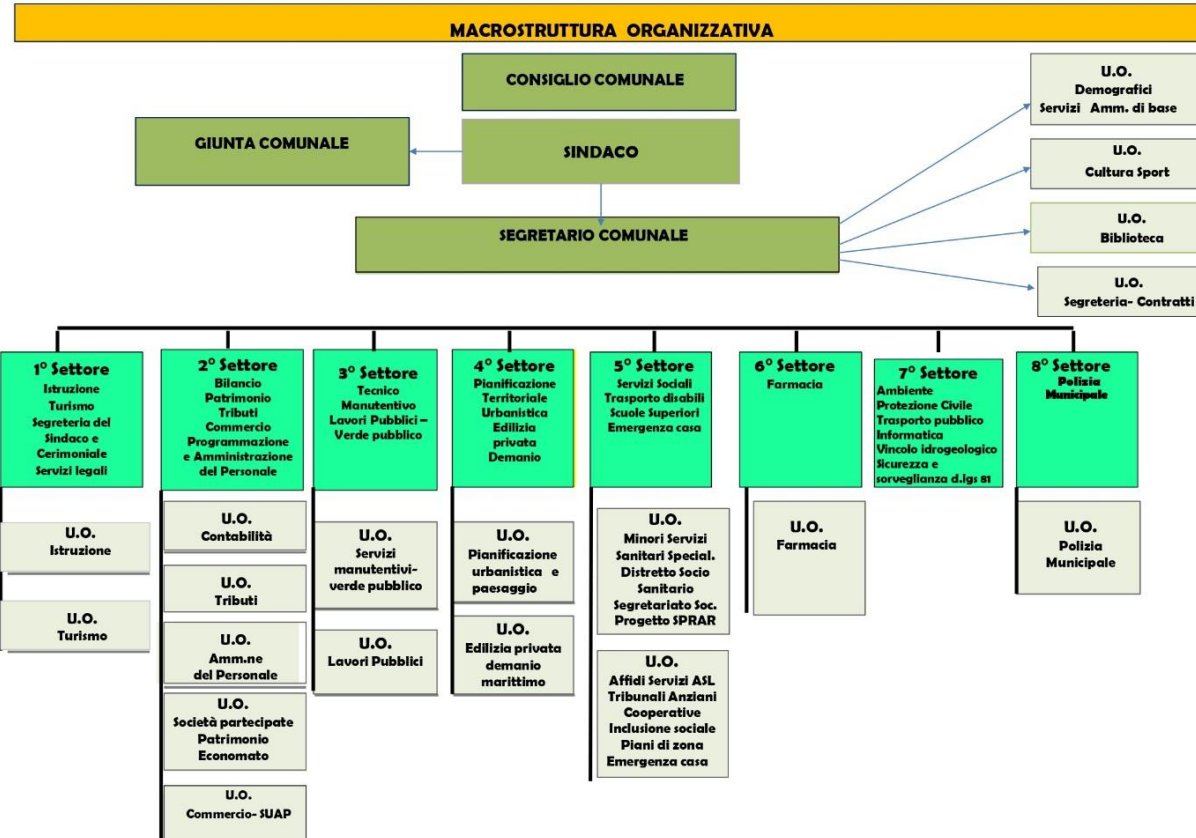 MACROSTRUTTURA ORGANIZZATIVA
CONSIGLIO COMUNALE
GIUNTA COMUNALE
SINDACO
SEGRETARIO COMUNALE
U.O.
Demografici
Servizi Amm. di base
U.O.
Cultura Sport
U.O.
Biblioteca
U.O.
Segreteria- Contratti
1° Settore
Istruzione
Turismo
Segreteria del
Sindaco e
Cerimoniale
Servizi legali
2° Settore
Bilancio
Patrimonio
Tributi
Commercio
Programmazione
e Amministrazione
del Personale
3° Settore
Tecnico
Manutentivo
Lavori Pubblici –
Verde pubblico
4° Settore
Pianificazione
Territoriale
Urbanistica
Edilizia
privata
Demanio
5° Settore
Servizi Sociali
Trasporto disabili
Scuole Superiori
Emergenza casa
6° Settore
Farmacia
7° Settore
Ambiente
Protezione Civile
Trasporto pubblico
Informatica
Vincolo idrogeologico
Sicurezza e
sorveglianza d.lgs 81
8° Settore
Polizia
Municipale
U.O.
Istruzione
U.O.
Turismo
U.O.
Contabilità
U.O.
Tributi
U.O.
Amm.ne
del Personale
U.O.
Società partecipate
Patrimonio
Economato
U.O.
Commercio- SUAP
U.O.
Servizi
manutentivi-
verde pubblico
U.O.
Lavori Pubblici
U.O.
Pianificazione
urbanistica e
paesaggio
U.O.
Edilizia privata
demanio
marittimo
U.O.
Minori Servizi
Sanitari Special.
Distretto Socio
Sanitario
Segretariato Soc.
Progetto SPRAR
U.O.
Affidi Servizi ASL
Tribunali Anziani
Cooperative
Inclusione sociale
Piani di zona
Emergenza casa
U.O.
Farmacia
U.O.
Polizia
Municipale